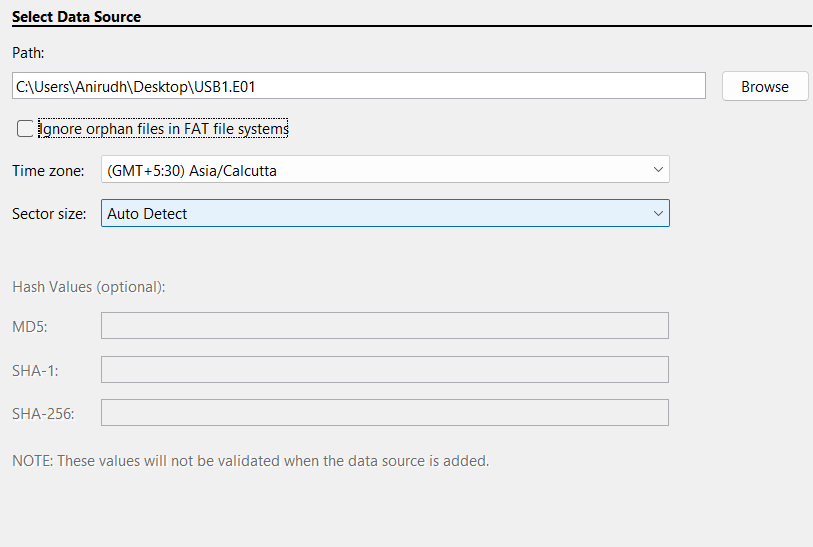 Select Data Source
Path:
C:\Users\Anirudh\Desktop\USB1.E01
Browse
Ignore orphan files in FAT file systems
Time zone: (GMT+5:30) Asia/Calcutta
Sector size: Auto Detect
Hash Values (optional):
MD5:
SHA-1:
SHA-256:
NOTE: These values will not be validated when the data source is added.